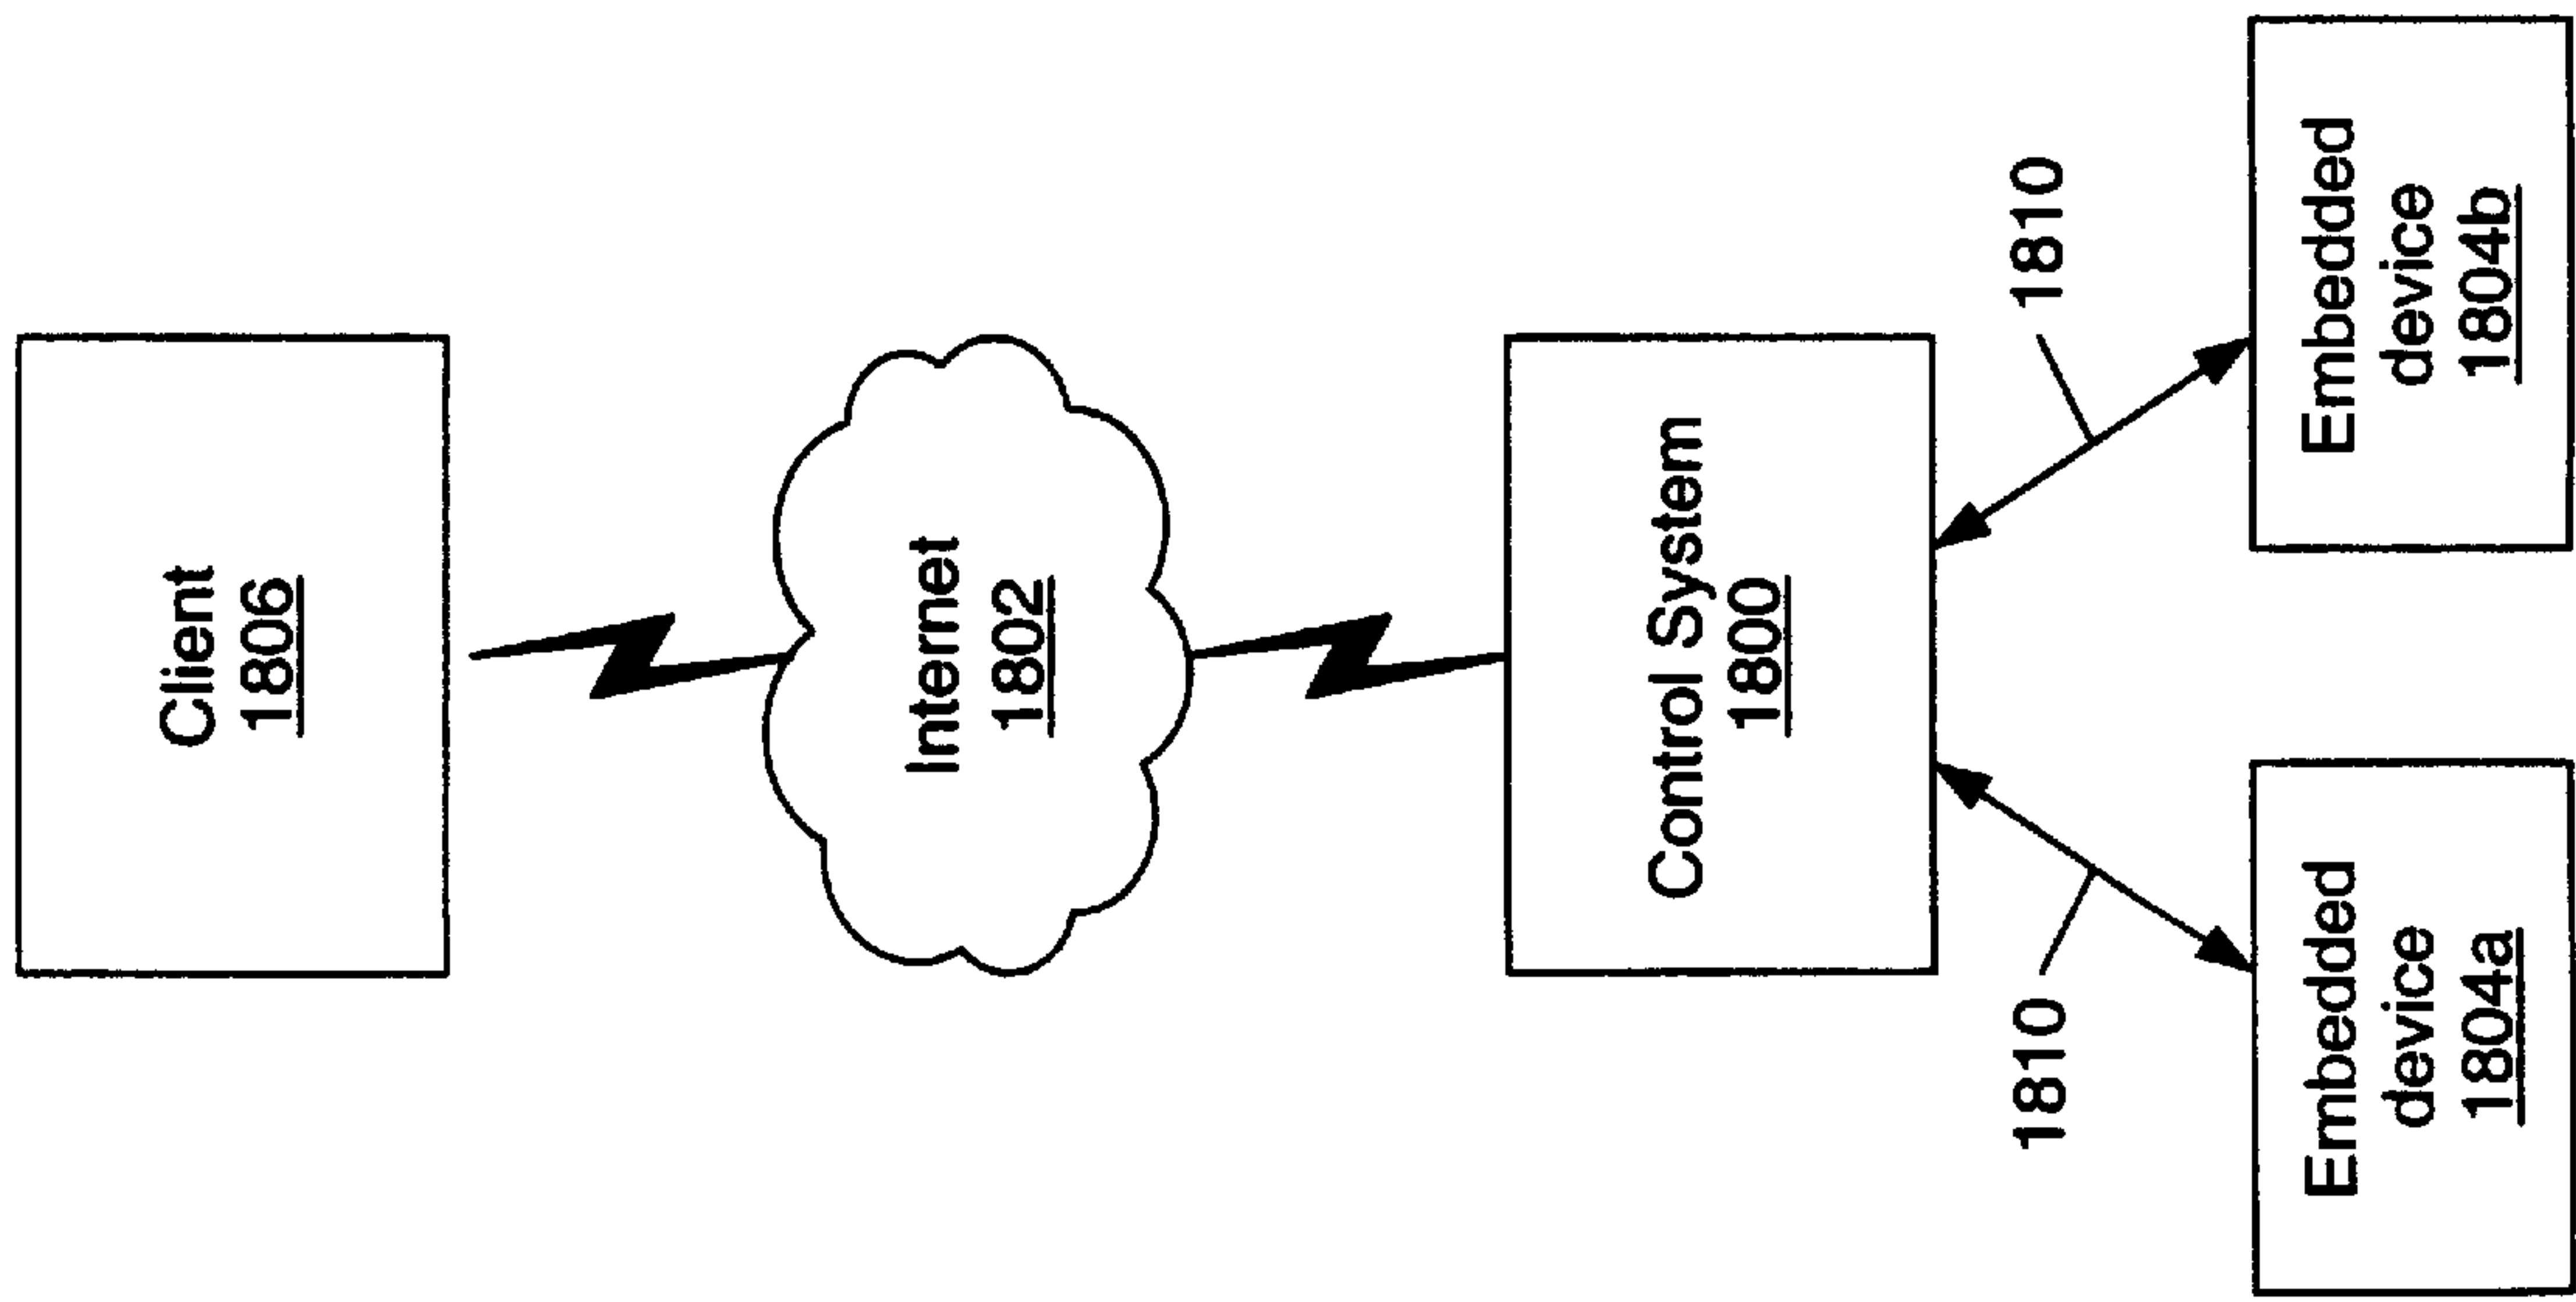 Client
1806
Internet
1802
Control System
1800
1810
1810
Embedded
device
1804a
Embedded
device
1804b